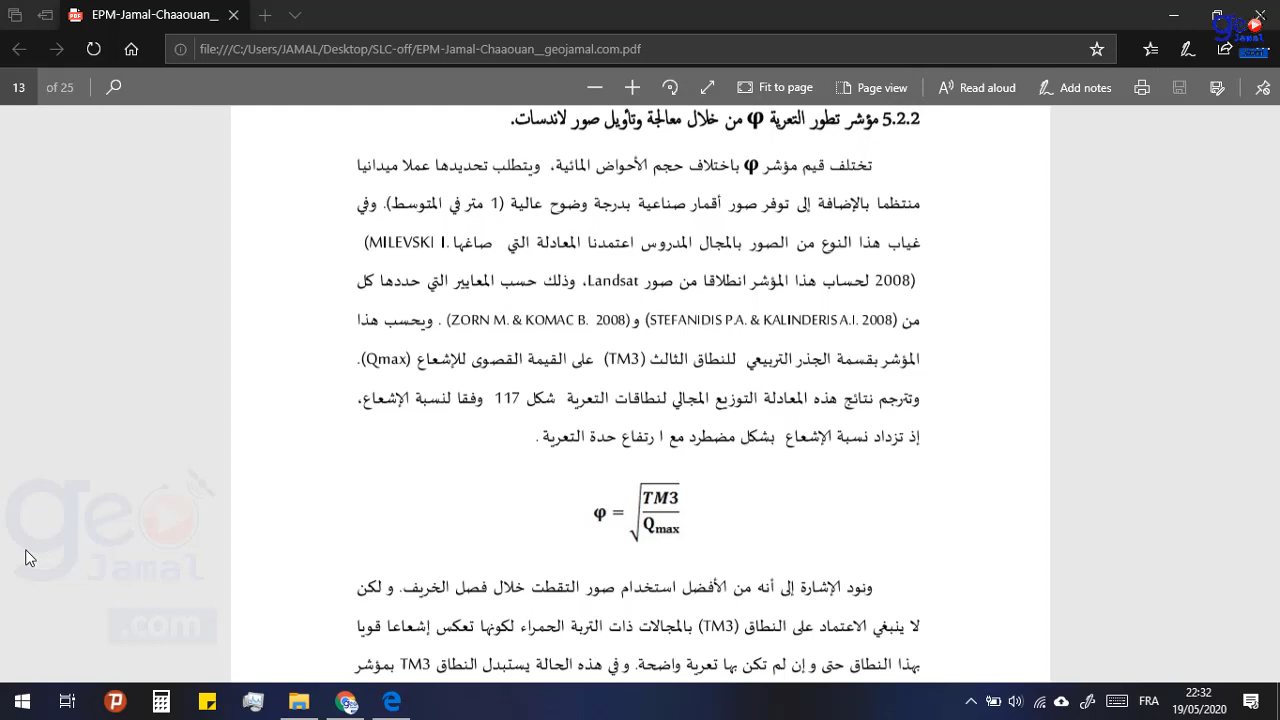 EPM-Jamal-Chaaouan_geojamal.com.
geo Jamal .com
file:///C:/Users/JAMAL/Desktop/SLC-off/EPM-Jamal-Chaaouan__geojamal.com.pdf
13 of 25 Fit to page Page view Read aloud Add notes
5.2.2 مؤشر تطور التعرية φ من خلال معالجة وتأويل صور لاندسات.
تختلف قيم مؤشر φ باختلاف حجم الأحواض المائية، ويتطلب تحديدها عملا ميدانيا
منتظما بالإضافة إلى توفر صور أقمار صناعية بدرجة وضوح عالية (1 متر في المتوسط). وفي
غياب هذا النوع من الصور بالمجال المدروس اعتمدنا المعادلة التي صاغها MILEVSKI I.)
2008) لحساب هذا المؤشر انطلاقا من صور Landsat، وذلك حسب المعايير التي حددها كل
من (STEFANIDIS P.A. & KALINDERIS A.I. 2008) و (ZORN M. & KOMAC B. 2008) . ويحسب هذا
المؤشر بقسمة الجذر التربيعي للنطاق الثالث (TM3) على القيمة القصوى للإشعاع (Qmax).
وتترجم نتائج هذه المعادلة التوزيع المجالي لنطاقات التعرية شكل 117 وفقا لنسبة الإشعاع،
إذ تزداد نسبة الإشعاع بشكل مضطرد مع ا رتفاع حدة التعرية .
φ = √(TM3 / Qmax)
ونود الإشارة إلى أنه من الأفضل استخدام صور التقطت خلال فصل الخريف. و لكن
لا ينبغي الاعتماد على النطاق (TM3) بالمجالات ذات التربة الحمراء لكونها تعكس إشعاعا قويا
بهذا النطاق حتى و إن لم تكن بها تعرية واضحة. و في هذه الحالة يستبدل النطاق TM3 بمؤشر
geo Jamal .com
FRA
22:32
19/05/2020